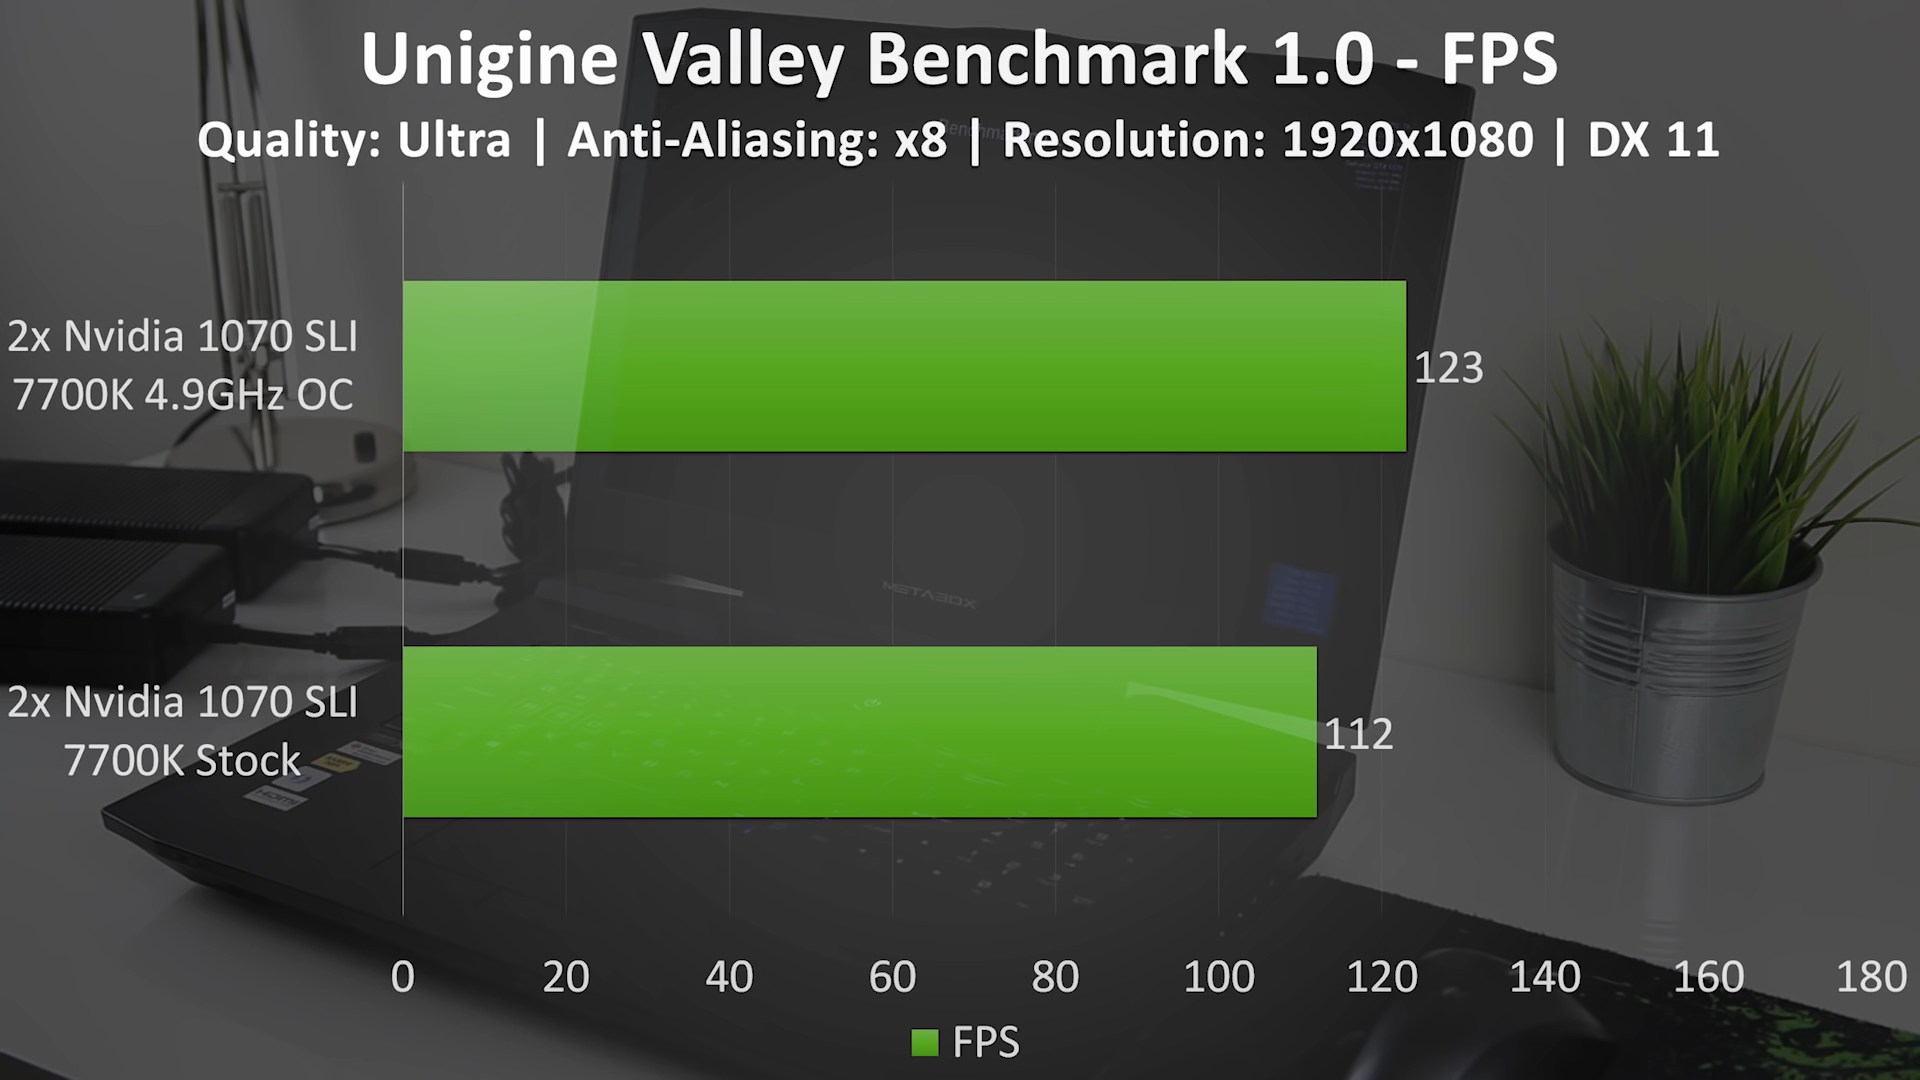 Unigine Valley Benchmark 1.0 - FPS
Quality: Ultra | Anti-Aliasing: x8 | Resolution: 1920x1080 | DX 11
2x Nvidia 1070 SLI
7700K 4.9GHz OC
123
METABOX
2x Nvidia 1070 SLI
7700K Stock
112
HDMI
0 20 40 60 80 100 120 140 160 180
FPS